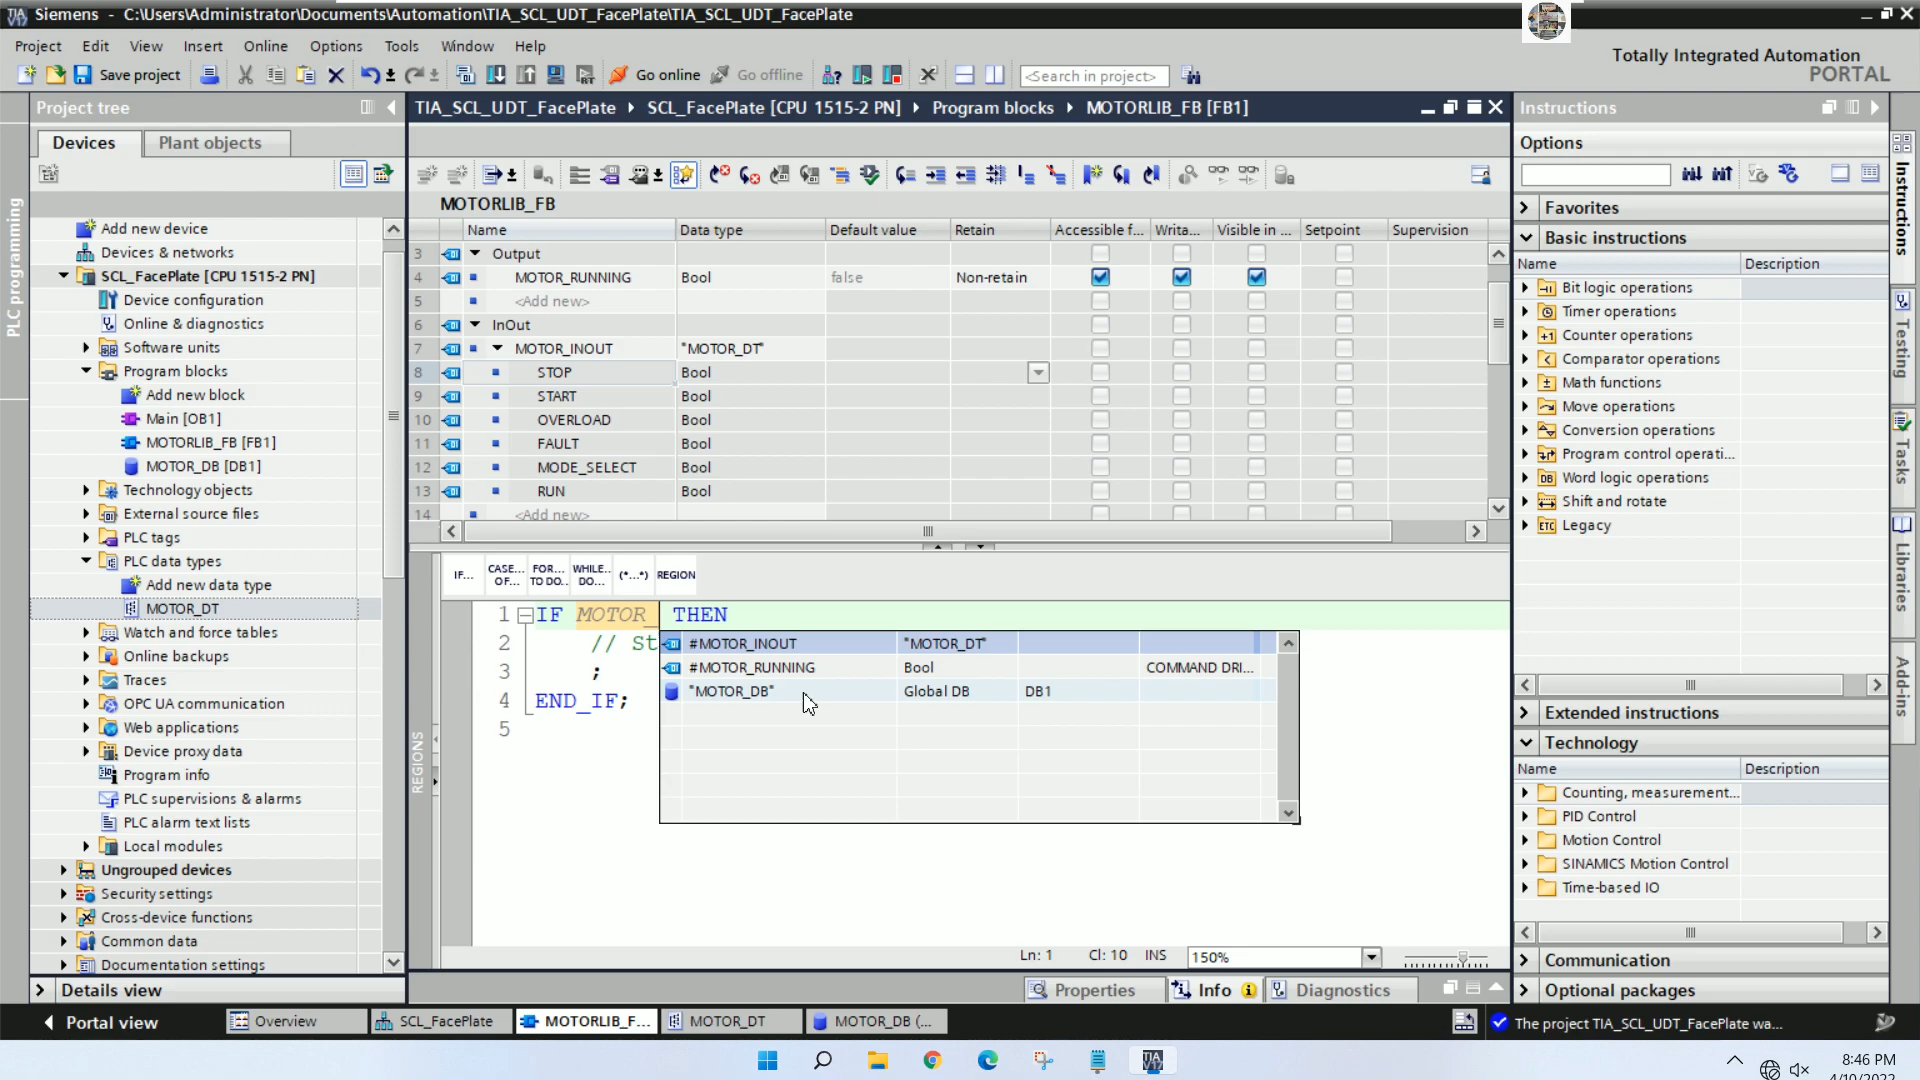 Siemens - C:\Users\Administrator\Documents\Automation\TIA_SCL_UDT_FacePlate\TIA_SCL_UDT_FacePlate
Project Edit View Insert Online Options Tools Window Help
Totally Integrated Automation
PORTAL
Save project
Go online
Go offline
<Search in project>
Project tree
TIA_SCL_UDT_FacePlate SCL_FacePlate [CPU 1515-2 PN] Program blocks MOTORLIB_FB [FB1]
Instructions
Devices
Plant objects
Options
PLC programming
Add new device
Devices & networks
SCL_FacePlate [CPU 1515-2 PN]
Device configuration
Online & diagnostics
Software units
Program blocks
Add new block
Main [OB1]
MOTORLIB_FB [FB1]
MOTOR_DB [DB1]
Technology objects
External source files
PLC tags
PLC data types
Add new data type
MOTOR_DT
Watch and force tables
Online backups
Traces
OPC UA communication
Web applications
Device proxy data
Program info
PLC supervisions & alarms
PLC alarm text lists
Local modules
Ungrouped devices
Security settings
Cross-device functions
Common data
Documentation settings
Details view
MOTORLIB_FB
Name Data type Default value Retain Accessible f... Writa... Visible in ... Setpoint Supervision
3 Output
4 MOTOR_RUNNING Bool false Non-retain
5 <Add new>
6 InOut
7 MOTOR_INOUT "MOTOR_DT"
8 STOP Bool
9 START Bool
10 OVERLOAD Bool
11 FAULT Bool
12 MODE_SELECT Bool
13 RUN Bool
14 <Add new>
IF... CASE... OF... FOR... TO DO.. WHILE.. DO... (*...*) REGION
1 IF MOTOR_ THEN
2 // St
3 ;
4 END_IF;
5
#MOTOR_INOUT "MOTOR_DT"
#MOTOR_RUNNING Bool COMMAND DRI...
"MOTOR_DB" Global DB DB1
REGIONS
Ln: 1 Cl: 10 INS 150%
Properties Info Diagnostics
Favorites
Basic instructions
Name Description
Bit logic operations
Timer operations
Counter operations
Comparator operations
Math functions
Move operations
Conversion operations
Program control operati...
Word logic operations
Shift and rotate
Legacy
Extended instructions
Technology
Name Description
Counting, measurement...
PID Control
Motion Control
SINAMICS Motion Control
Time-based IO
Communication
Optional packages
Instructions
Testing
Tasks
Libraries
Add-ins
Portal view
Overview
SCL_FacePlate
MOTORLIB_F...
MOTOR_DT
MOTOR_DB (...
The project TIA_SCL_UDT_FacePlate wa...
8:46 PM
4/10/2022